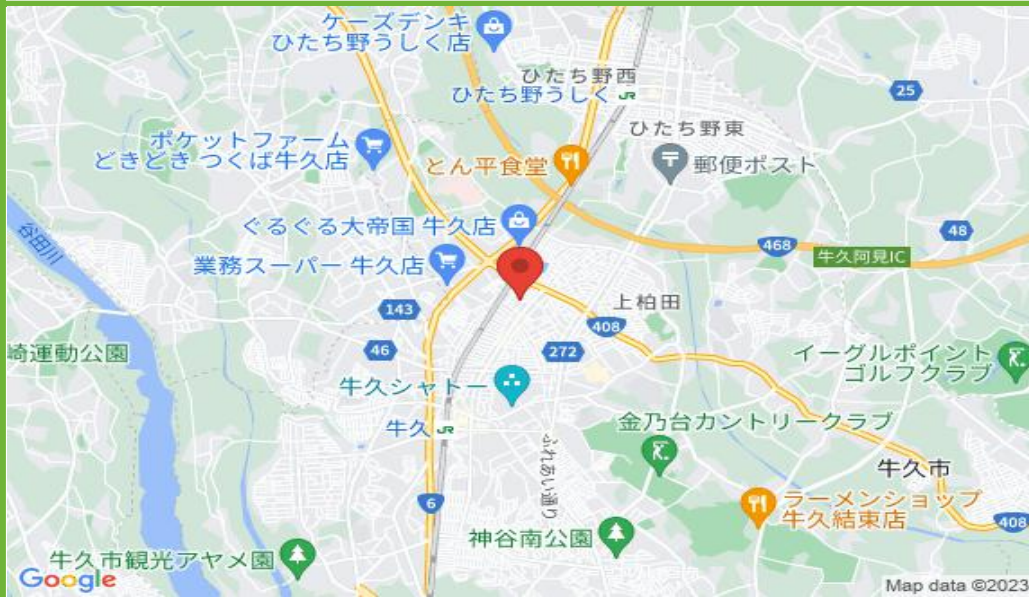 ケーズデンキ
ひたち野うしく店
ひたち野西
ひたち野うしく JR
25
ひたち野東
ポケットファーム
どきどき つくば牛久店
とん平食堂
郵便ポスト
谷田川
ぐるぐる大帝国 牛久店
48
468
牛久阿見IC
業務スーパー 牛久店
上柏田
143
408
崎運動公園
46
272
イーグルポイント
ゴルフクラブ
牛久シャトー
金乃台カントリークラブ
牛久 JR
ふれあい通り
牛久市
6
ラーメンショップ
牛久結束店
408
神谷南公園
牛久市観光アヤメ園
Google
Map data ©2023